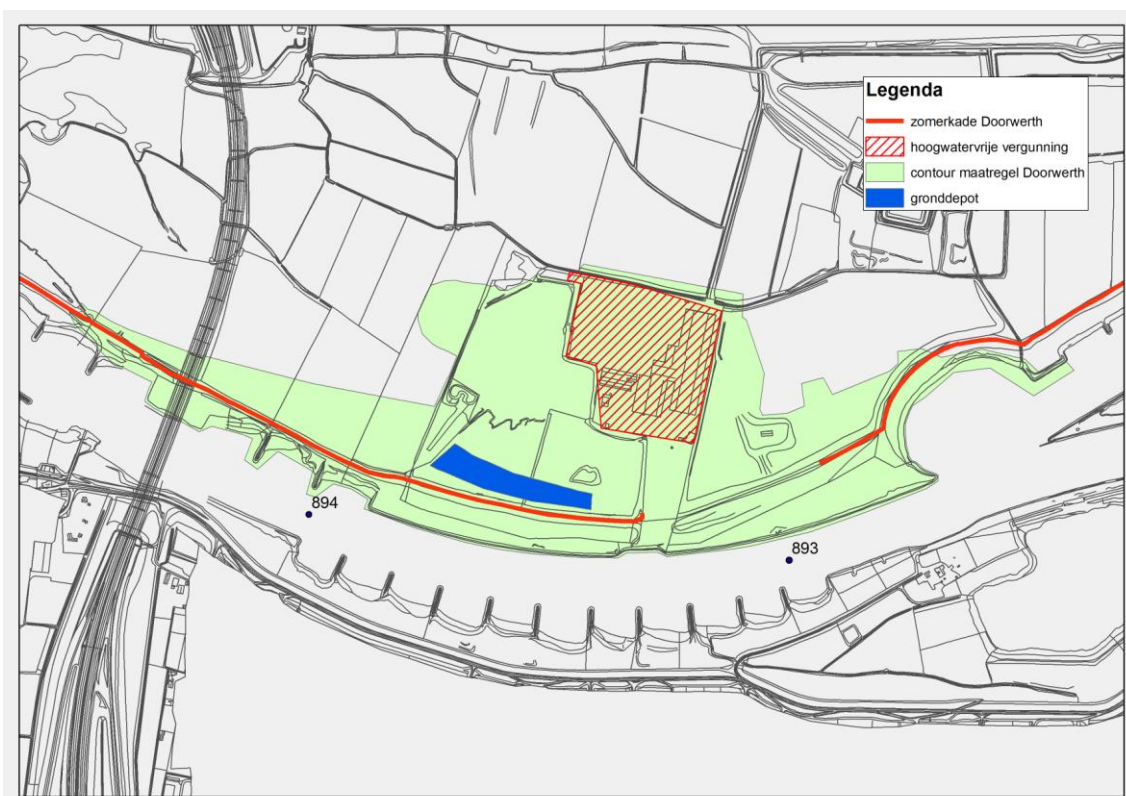 Legenda
zomerkade Doorwerth
hoogwatervrije vergunning
contour maatregel Doorwerth
gronddepot
894
893